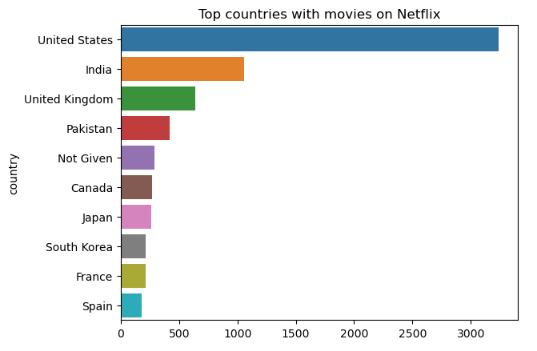 Top countries with movies on Netflix
country
United States
India
United Kingdom
Pakistan
Not Given
Canada
Japan
South Korea
France
Spain
0 500 1000 1500 2000 2500 3000